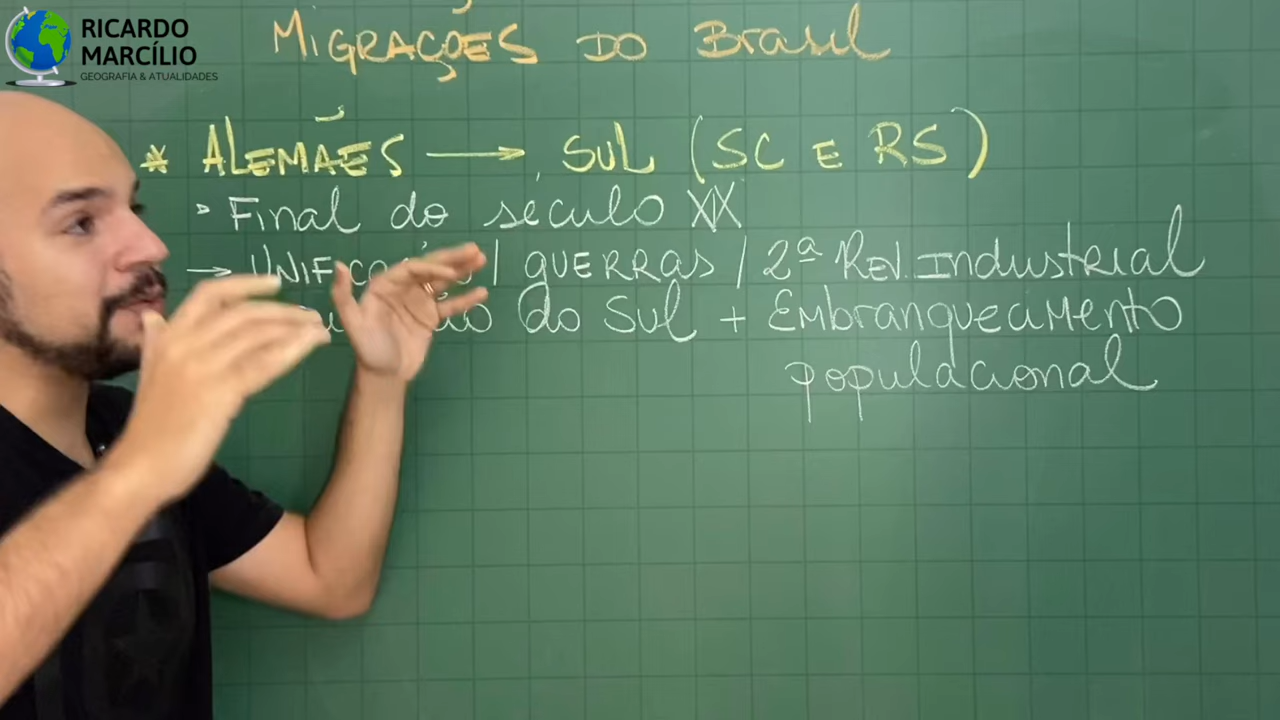 RICARDO
MARCÍLIO
GEOGRAFIA & ATUALIDADES
MIGRAÇÕES DO Brasil
* ALEMÃES → SUL (SC E RS)
Final do século XIX
→ / guerras / 2ª Rev. Industrial
do Sul + Embranquecimento
populacional